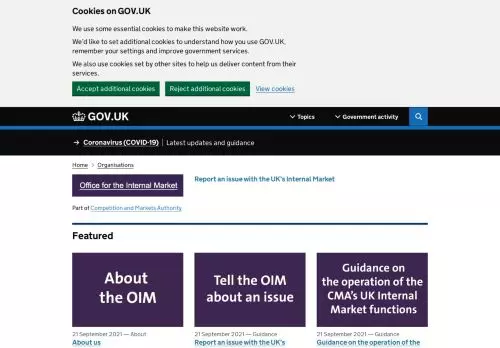 Cookies on GOV.UK
We use some essential cookies to make this website work.
We'd like to set additional cookies to understand how you use GOV.UK,
remember your settings and improve government services.
We also use cookies set by other sites to help us deliver content from their
services.
Accept additional cookies
Reject additional cookies
View cookies
GOV.UK
Topics
Government activity
→ Coronavirus (COVID-19) | Latest updates and guidance
Home > Organisations
Office for the Internal Market
Report an issue with the UK's Internal Market
Part of Competition and Markets Authority
Featured
About
the OIM
Tell the OIM
about an issue
Guidance on
the operation of the
CMA's UK Internal
Market functions
21 September 2021 — About
About us
21 September 2021 — Guidance
Report an issue with the UK's
21 September 2021 — Guidance
Guidance on the operation of the